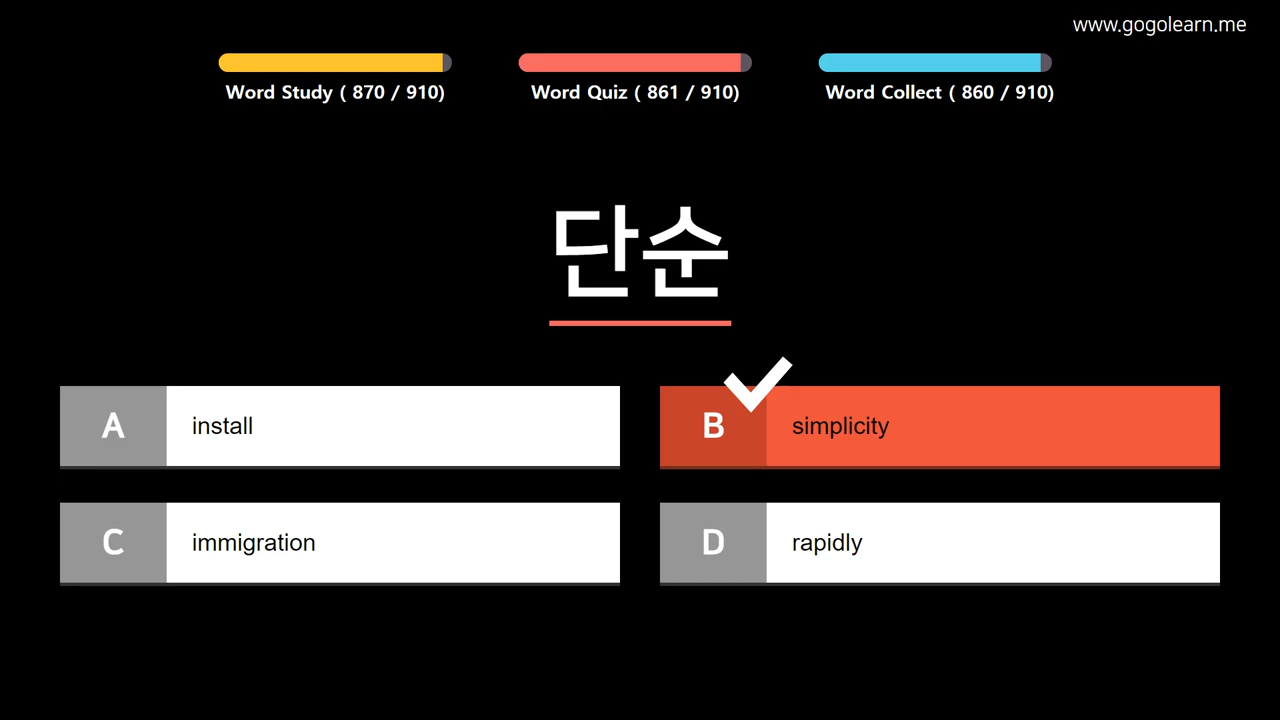 www.gogolearn.me
Word Study ( 870 / 910)
Word Quiz ( 861 / 910)
Word Collect ( 860 / 910)
단순
A install
B simplicity
C immigration
D rapidly